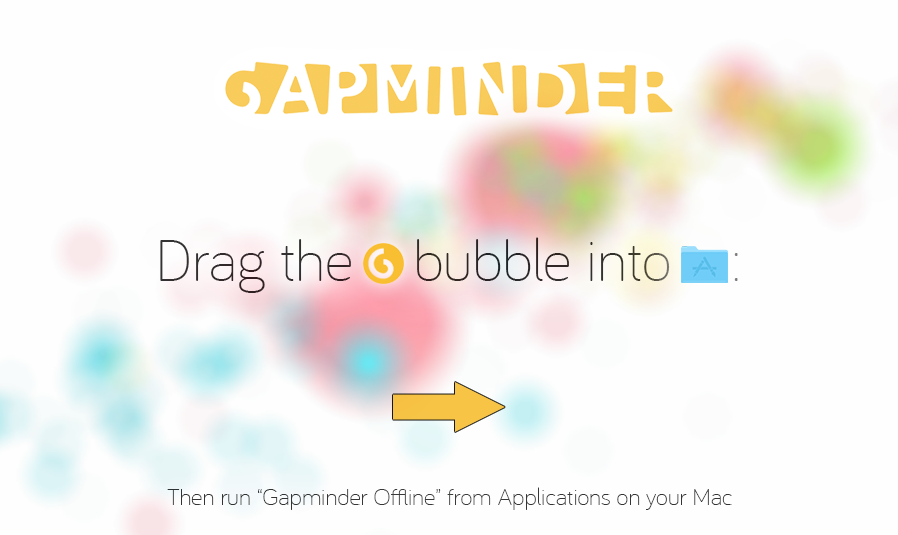 GAPMINDER
Drag the bubble into :
Then run “Gapminder Offline” from Applications on your Mac